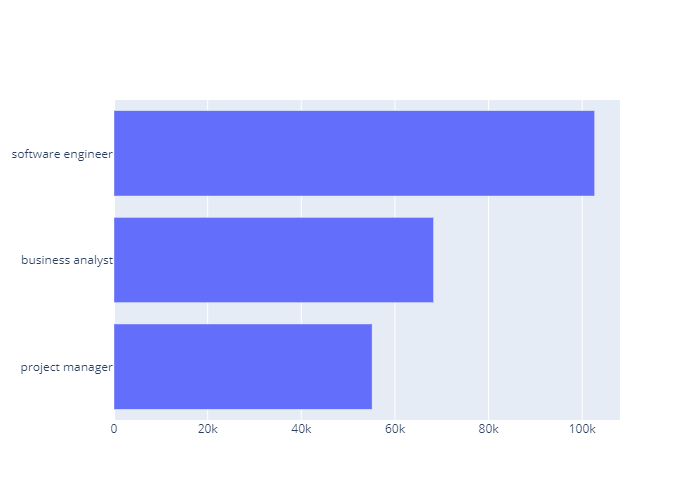 software engineer
business analyst
project manager
0 20k 40k 60k 80k 100k